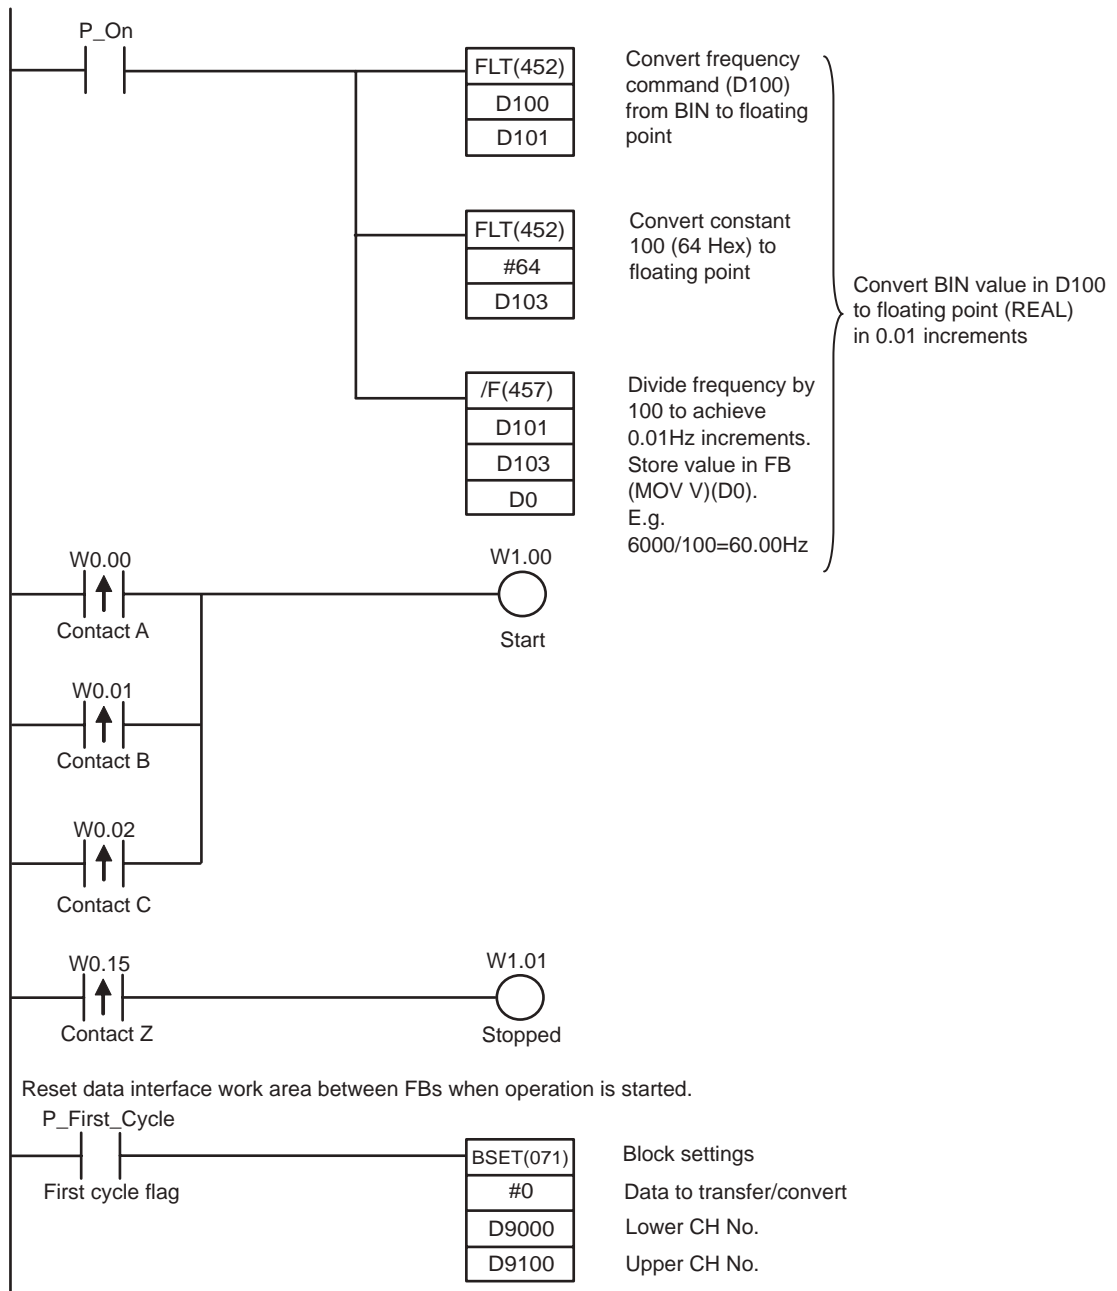 P_On
FLT(452)
D100
D101
Convert frequency
command (D100)
from BIN to floating
point
FLT(452)
#64
D103
Convert constant
100 (64 Hex) to
floating point
Convert BIN value in D100
to floating point (REAL)
in 0.01 increments
/F(457)
D101
D103
D0
Divide frequency by
100 to achieve
0.01Hz increments.
Store value in FB
(MOV V)(D0).
E.g.
6000/100=60.00Hz
W0.00
Contact A
W1.00
Start
W0.01
Contact B
W0.02
Contact C
W0.15
Contact Z
W1.01
Stopped
Reset data interface work area between FBs when operation is started.
P_First_Cycle
First cycle flag
BSET(071)
Block settings
#0
Data to transfer/convert
D9000
Lower CH No.
D9100
Upper CH No.